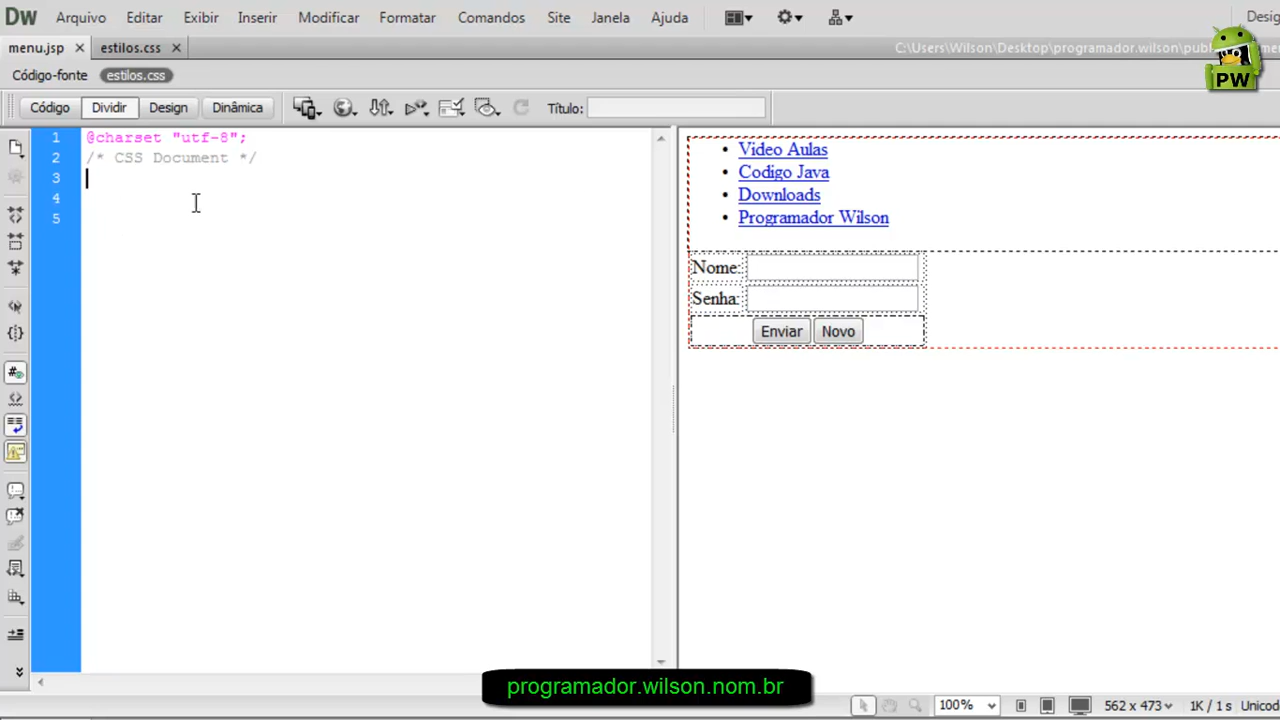 Dw Arquivo Editar Exibir Inserir Modificar Formatar Comandos Site Janela Ajuda Desig
menu.jsp × estilos.css × C:\Users\Wilson\Desktop\programador.wilson\publ
PW
Código-fonte estilos.css
Código Dividir Design Dinâmica Título:
1 @charset "utf-8";
2 /* CSS Document */
3
4
5
• Video Aulas
• Codigo Java
• Downloads
• Programador Wilson
Nome:
Senha:
Enviar Novo
programador.wilson.nom.br
100% 562 x 473 1K / 1 s Unicod